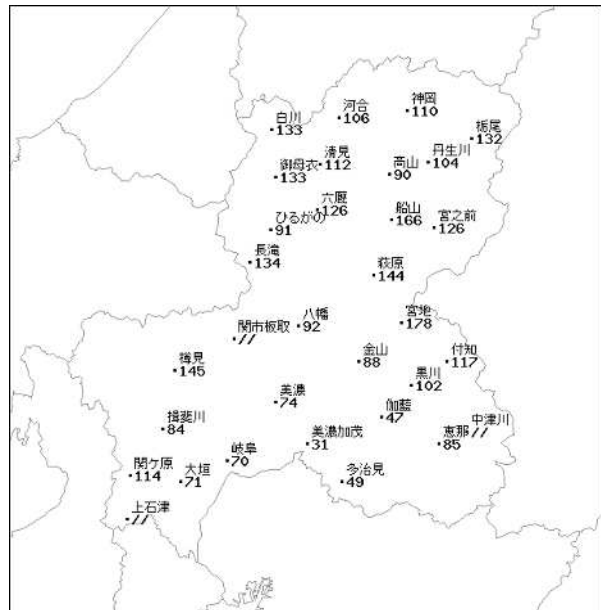 白川
133
河合
106
神岡
110
栃尾
132
御母衣
133
清見
112
高山
90
丹生川
104
六厩
126
ひるがの
91
船山
166
宮之前
126
長滝
134
萩原
144
八幡
92
宮地
178
関市板取
//
樽見
145
金山
88
付知
117
黒川
102
美濃
74
伽藍
47
中津川
//
揖斐川
84
美濃加茂
31
恵那
85
岐阜
70
関ケ原
114
大垣
71
多治見
49
上石津
//